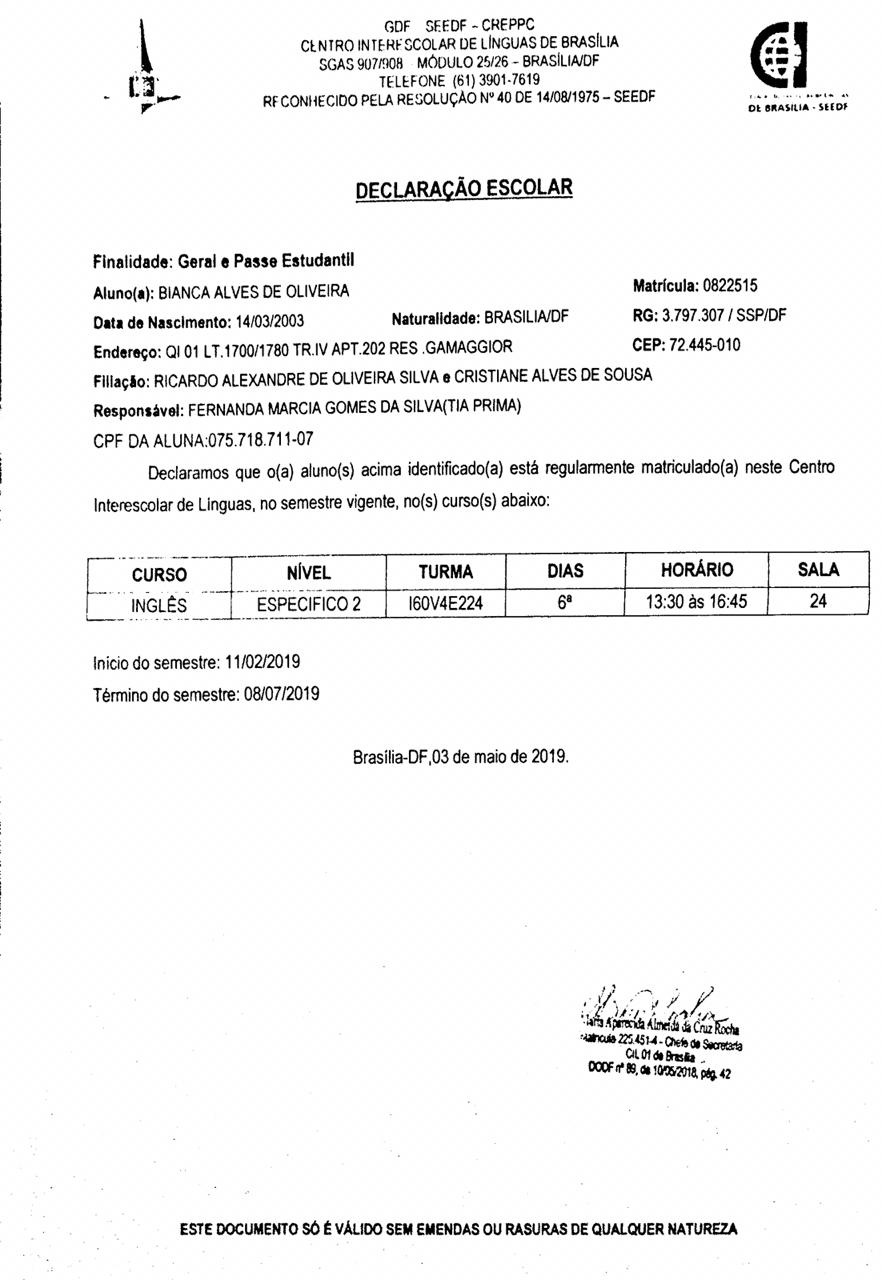 GDF SEEDF - CREPPC
CENTRO INTERESCOLAR DE LÍNGUAS DE BRASÍLIA
SGAS 907/908 MÓDULO 25/26 – BRASÍLIA/DF
TELEFONE (61) 3901-7619
RECONHECIDO PELA RESOLUÇÃO Nº 40 DE 14/08/1975 – SEEDF
DE BRASILIA - SEEDF
DECLARAÇÃO ESCOLAR
Finalidade: Geral e Passe Estudantil
Aluno(a): BIANCA ALVES DE OLIVEIRA Matrícula: 0822515
Data de Nascimento: 14/03/2003 Naturalidade: BRASILIA/DF RG: 3.797.307 / SSP/DF
Endereço: QI 01 LT.1700/1780 TR.IV APT.202 RES .GAMAGGIOR CEP: 72.445-010
Filiação: RICARDO ALEXANDRE DE OLIVEIRA SILVA e CRISTIANE ALVES DE SOUSA
Responsável: FERNANDA MARCIA GOMES DA SILVA(TIA PRIMA)
CPF DA ALUNA:075.718.711-07
Declaramos que o(a) aluno(s) acima identificado(a) está regularmente matriculado(a) neste Centro
Interescolar de Linguas, no semestre vigente, no(s) curso(s) abaixo:
CURSO NÍVEL TURMA DIAS HORÁRIO SALA
INGLÊS ESPECIFICO 2 I60V4E224 6ª 13:30 às 16:45 24
Início do semestre: 11/02/2019
Término do semestre: 08/07/2019
Brasília-DF,03 de maio de 2019.
Aparecida Almeida da Cruz Rocha
Matrícula 225.451-4 - Chefe de Secretaria
CIL 01 de Brasília
DODF nº 89, de 10/05/2018, pág. 42
ESTE DOCUMENTO SÓ É VÁLIDO SEM EMENDAS OU RASURAS DE QUALQUER NATUREZA